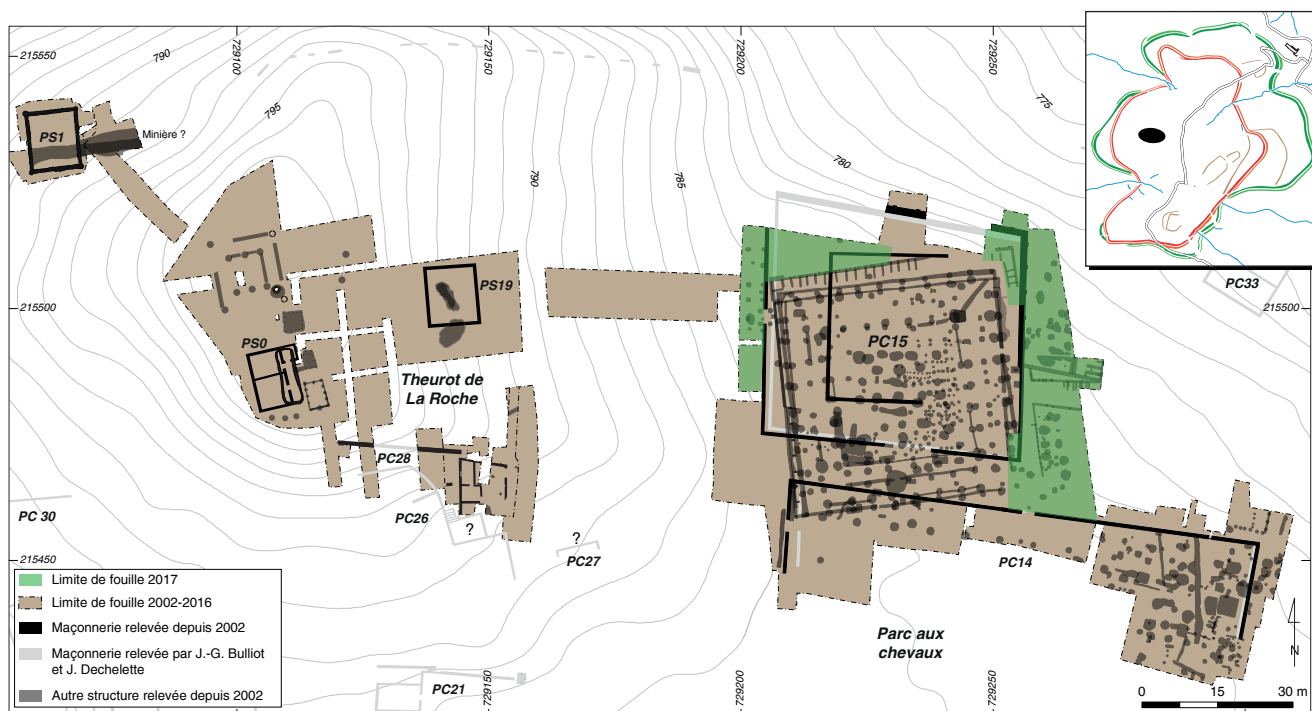 215550
790
729100
729150
729200
729250
775
795
780
PS1
Minière ?
790
785
PC33
215500
PS19
215500
PC15
PS0
Theurot de
La Roche
PC28
PC26
PC 30
?
?
PC27
PC14
215450
215450
Limite de fouille 2017
Limite de fouille 2002-2016
Maçonnerie relevée depuis 2002
Maçonnerie relevée par J.-G. Bulliot
et J. Dechelette
Autre structure relevée depuis 2002
Parc aux
chevaux
N
PC21
729150
729200
729250
0 15 30 m